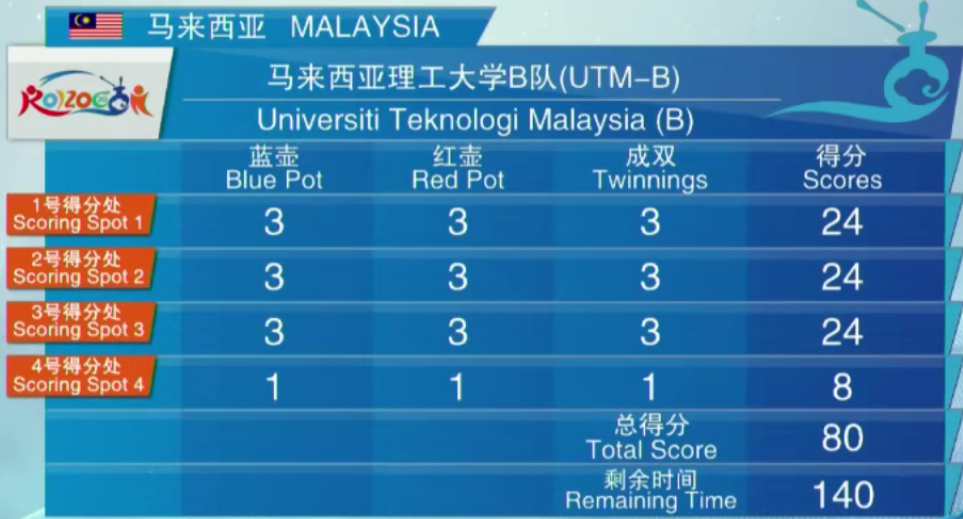 马来西亚 MALAYSIA
ROBOCON
马来西亚理工大学B队(UTM-B)
Universiti Teknologi Malaysia (B)
蓝壶 红壶 成双 得分
Blue Pot Red Pot Twinnings Scores
1号得分处
Scoring Spot 1 3 3 3 24
2号得分处
Scoring Spot 2 3 3 3 24
3号得分处
Scoring Spot 3 3 3 3 24
4号得分处
Scoring Spot 4 1 1 1 8
总得分
Total Score 80
剩余时间
Remaining Time 140